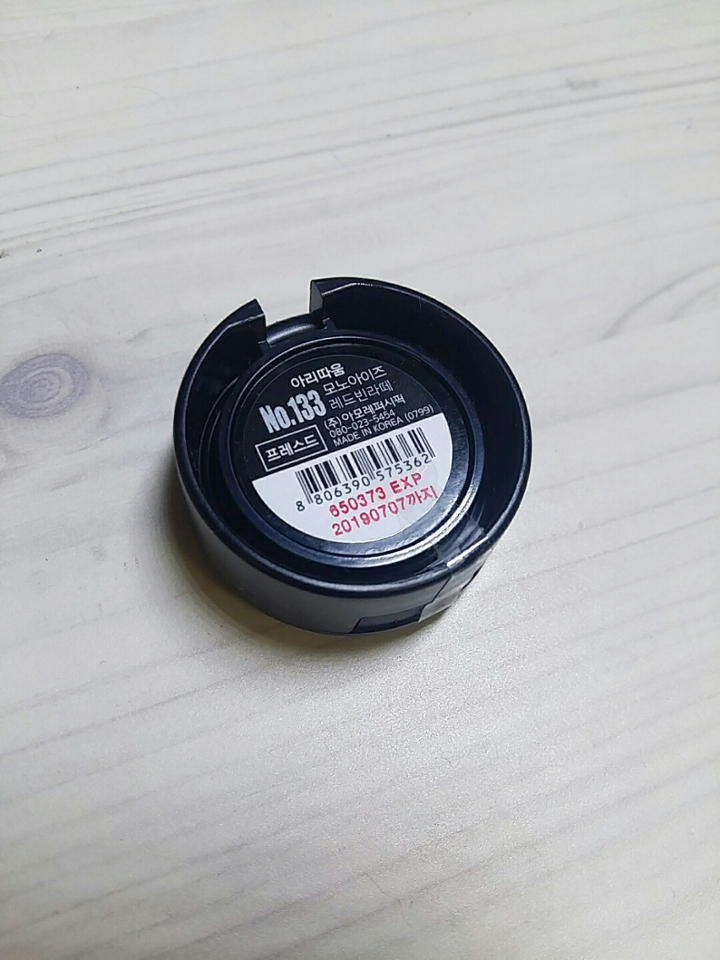 아리따움
No.133 모노아이즈
레드빈라떼
프레스드
(주)아모레퍼시픽
080-023-5454
MADE IN KOREA (0799)
8 806390 575362
650373 EXP
20190707까지